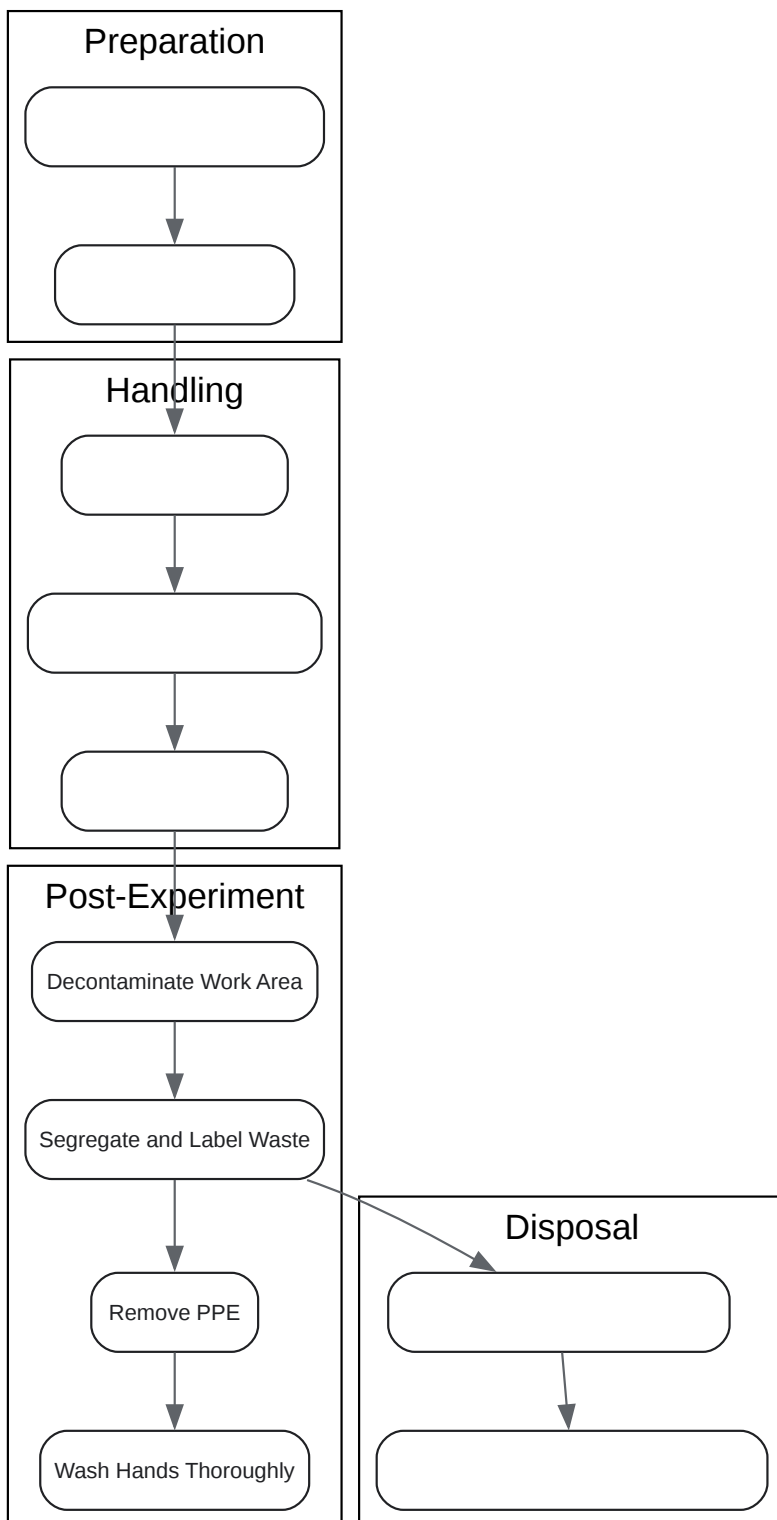 Preparation
Handling
Post-Experiment
Decontaminate Work Area
Segregate and Label Waste
Disposal
Remove PPE
Wash Hands Thoroughly